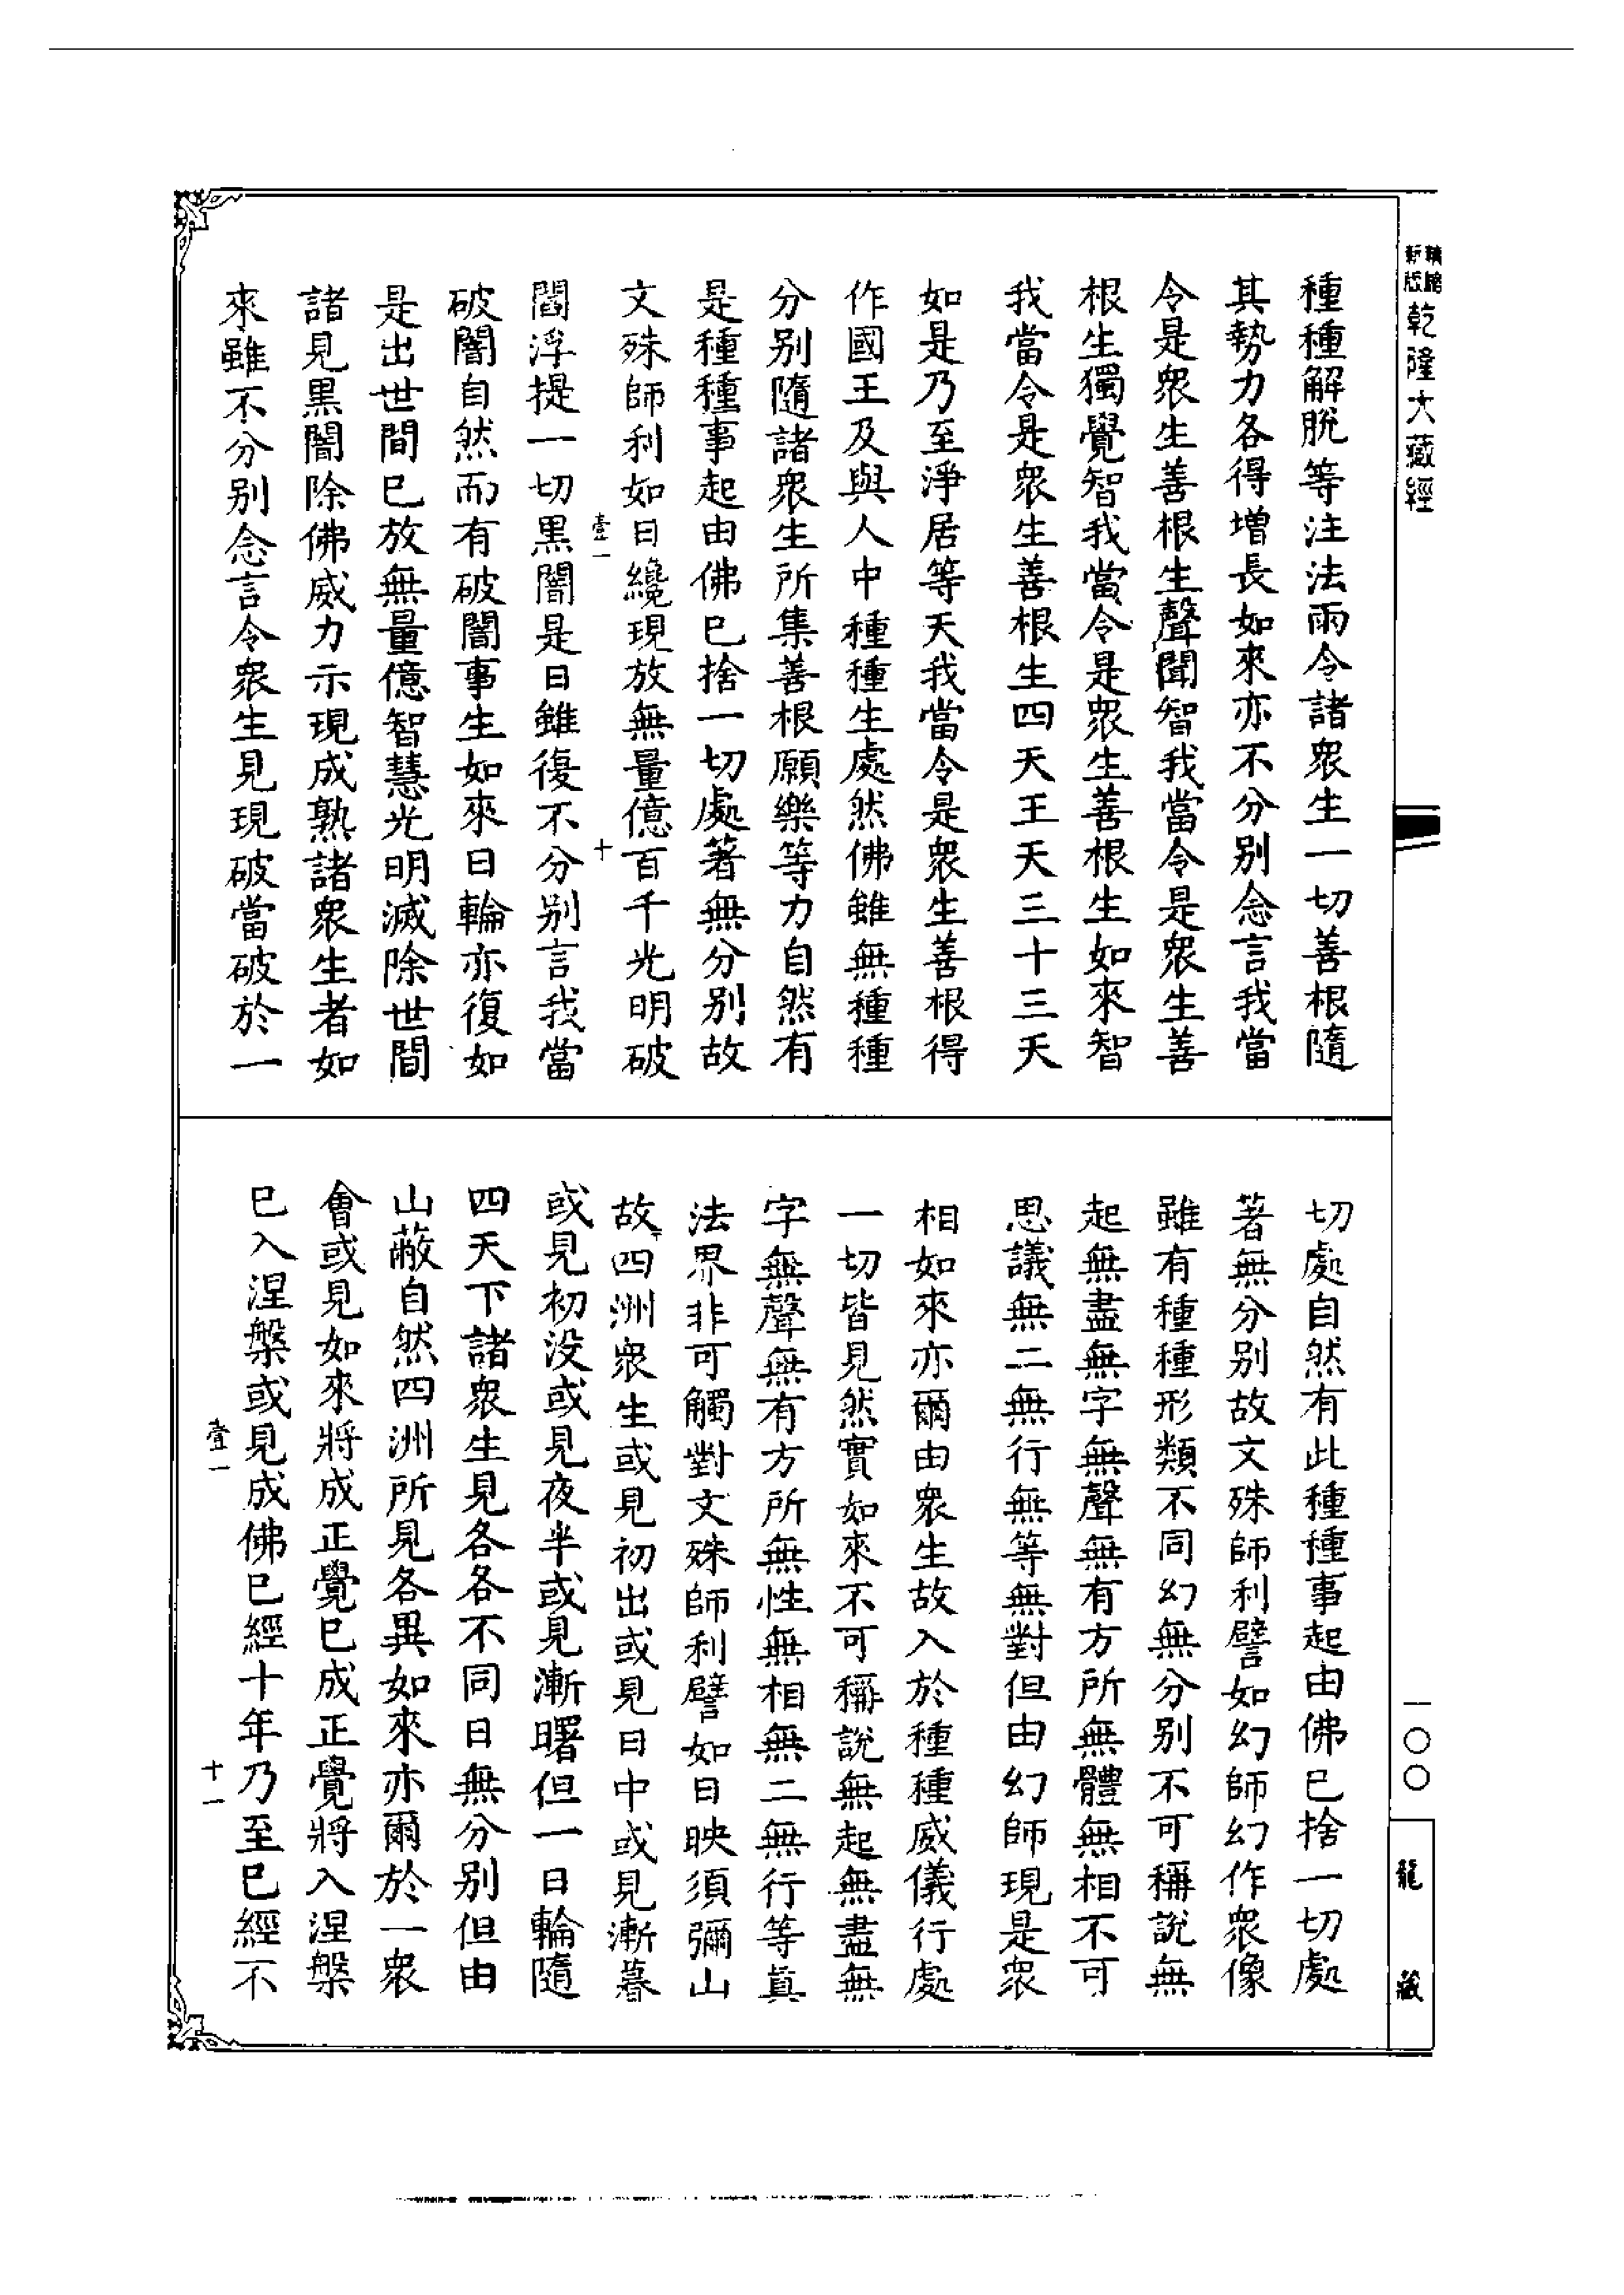 精縮
新版
乾隆大藏經
種種解脫等注法雨令諸衆生一切善根隨
其勢力各得增長如來亦不分别念言我當
令是衆生善根生聲聞智我當令是衆生善
根生獨覺智我當令是衆生善根生如來智
我當令是衆生善根生四天王天三十三天
如是乃至淨居等天我當令是衆生善根得
作國王及與人中種種生處然佛雖無種種
分别隨諸衆生所集善根願樂等力自然有
是種種事起由佛已捨一切處著無分别故
文殊師利如日纔現放無量億百千光明破
壹一
十
閻浮提一切黑闇是日雖復不分别言我當
破闇自然而有破闇事生如來日輪亦復如
是出世間已放無量億智慧光明滅除世間
諸見黑闇除佛威力示現成熟諸衆生者如
來雖不分别念言令衆生見現破當破於一
切處自然有此種種事起由佛已捨一切處
著無分别故文殊師利譬如幻師幻作衆像
雖有種種形類不同幻無分别不可稱說無
起無盡無字無聲無有方所無體無相不可
思議無二無行無等無對但由幻師現是衆
相如來亦爾由衆生故入於種種威儀行處
一切皆見然實如來不可稱說無起無盡無
字無聲無有方所無性無相無二無行等真
法界非可觸對文殊師利譬如日映須彌山
故四洲衆生或見初出或見日中或見漸暮
或見初没或見夜半或見漸曙但一日輪隨
四天下諸衆生見各各不同日無分别但由
山蔽自然四洲所見各異如來亦爾於一衆
會或見如來將成正覺已成正覺將入涅槃
已入涅槃或見成佛已經十年乃至已經不
壹一
十一
一〇〇
龍藏